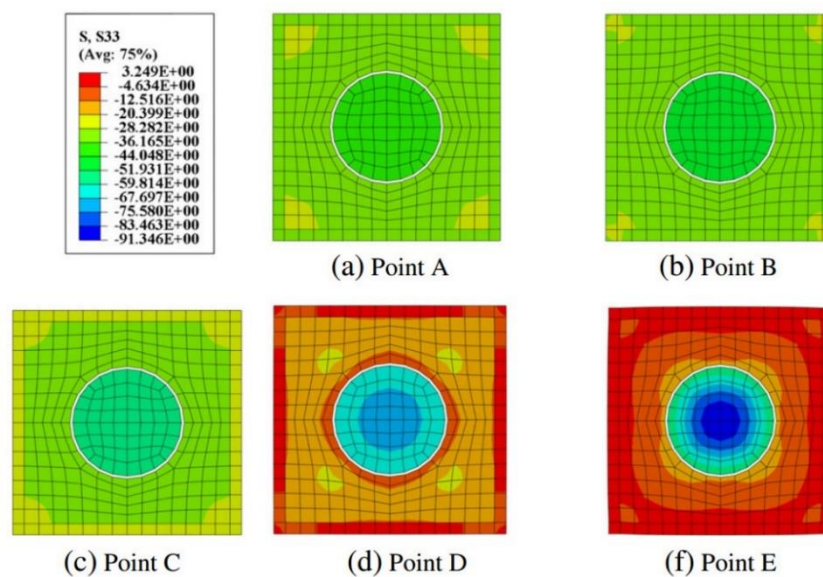 S, S33
(Avg: 75%)
3.249E+00
-4.634E+00
-12.516E+00
-20.399E+00
-28.282E+00
-36.165E+00
-44.048E+00
-51.931E+00
-59.814E+00
-67.697E+00
-75.580E+00
-83.463E+00
-91.346E+00
(a) Point A
(b) Point B
(c) Point C
(d) Point D
(f) Point E